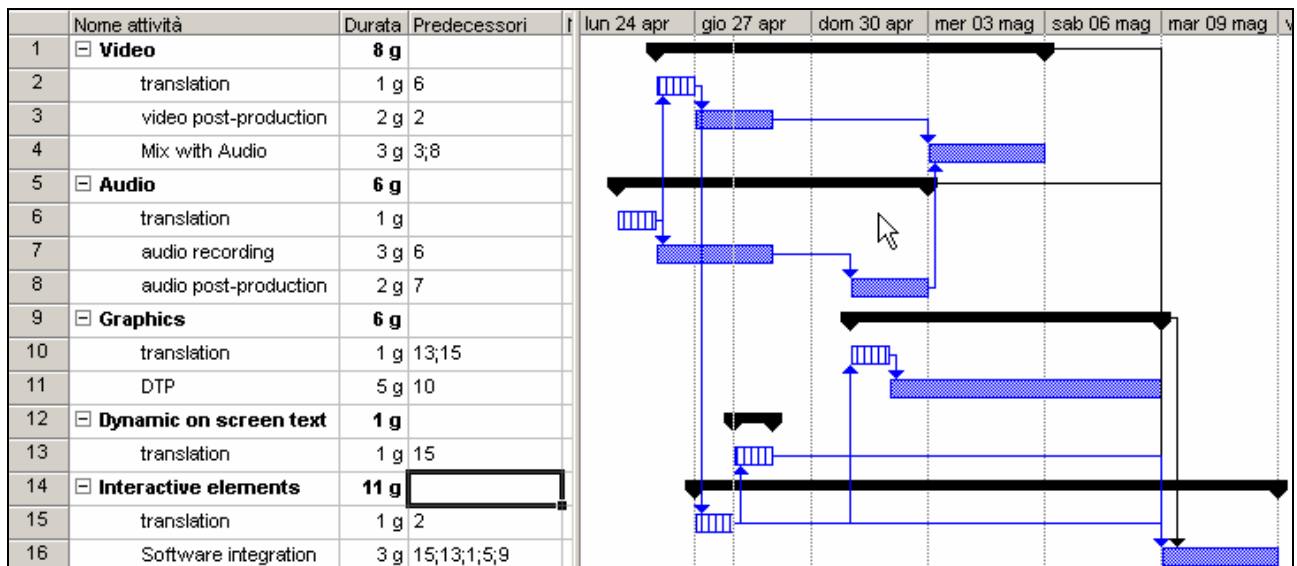 Nome attività Durata Predecessori lun 24 apr gio 27 apr dom 30 apr mer 03 mag sab 06 mag mar 09 mag
1 Video 8 g
2 translation 1 g 6
3 video post-production 2 g 2
4 Mix with Audio 3 g 3;8
5 Audio 6 g
6 translation 1 g
7 audio recording 3 g 6
8 audio post-production 2 g 7
9 Graphics 6 g
10 translation 1 g 13;15
11 DTP 5 g 10
12 Dynamic on screen text 1 g
13 translation 1 g 15
14 Interactive elements 11 g
15 translation 1 g 2
16 Software integration 3 g 15;13;1;5;9